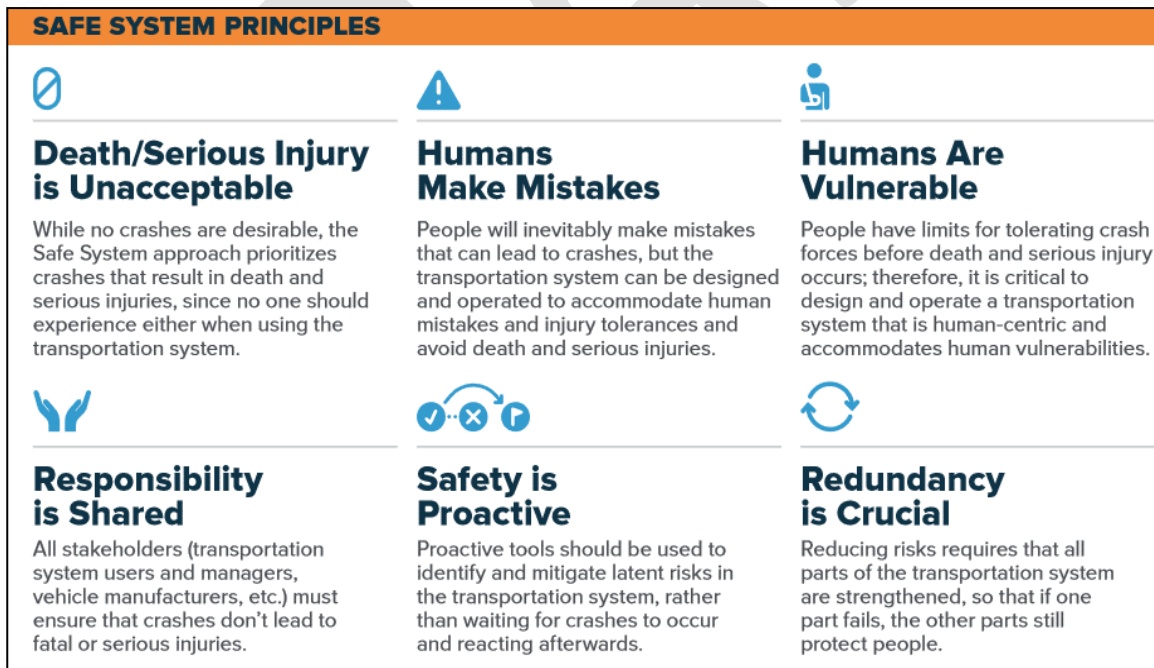 SAFE SYSTEM PRINCIPLES
Death/Serious Injury
is Unacceptable
While no crashes are desirable, the
Safe System approach prioritizes
crashes that result in death and
serious injuries, since no one should
experience either when using the
transportation system.
Humans
Make Mistakes
People will inevitably make mistakes
that can lead to crashes, but the
transportation system can be designed
and operated to accommodate human
mistakes and injury tolerances and
avoid death and serious injuries.
Humans Are
Vulnerable
People have limits for tolerating crash
forces before death and serious injury
occurs; therefore, it is critical to
design and operate a transportation
system that is human-centric and
accommodates human vulnerabilities.
Responsibility
is Shared
All stakeholders (transportation
system users and managers,
vehicle manufacturers, etc.) must
ensure that crashes don't lead to
fatal or serious injuries.
Safety is
Proactive
Proactive tools should be used to
identify and mitigate latent risks in
the transportation system, rather
than waiting for crashes to occur
and reacting afterwards.
Redundancy
is Crucial
Reducing risks requires that all
parts of the transportation system
are strengthened, so that if one
part fails, the other parts still
protect people.